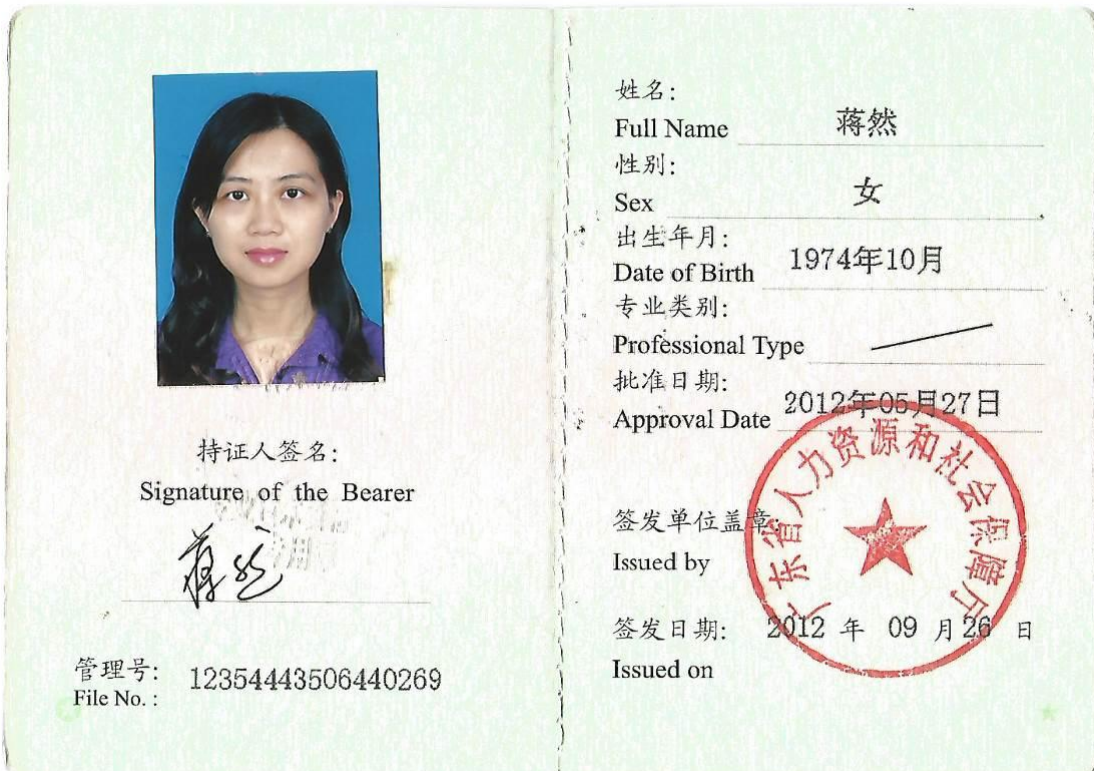 持证人签名:
Signature of the Bearer
蒋然
管理号:
File No. :
12354443506440269
姓名:
Full Name
蒋然
性别:
Sex
女
出生年月:
Date of Birth
1974年10月
专业类别:
Professional Type
批准日期:
Approval Date
2012年05月27日
签发单位盖章
Issued by
广东省人力资源和社会保障厅
签发日期:
2012 年 09 月 26 日
Issued on